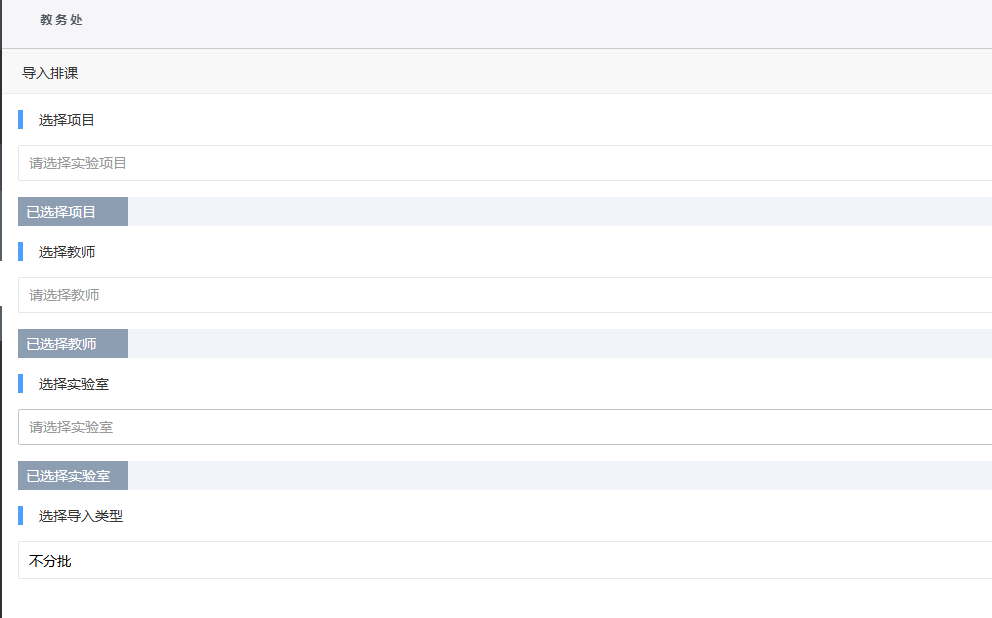 教务处
导入排课
选择项目
请选择实验项目
已选择项目
选择教师
请选择教师
已选择教师
选择实验室
请选择实验室
已选择实验室
选择导入类型
不分批